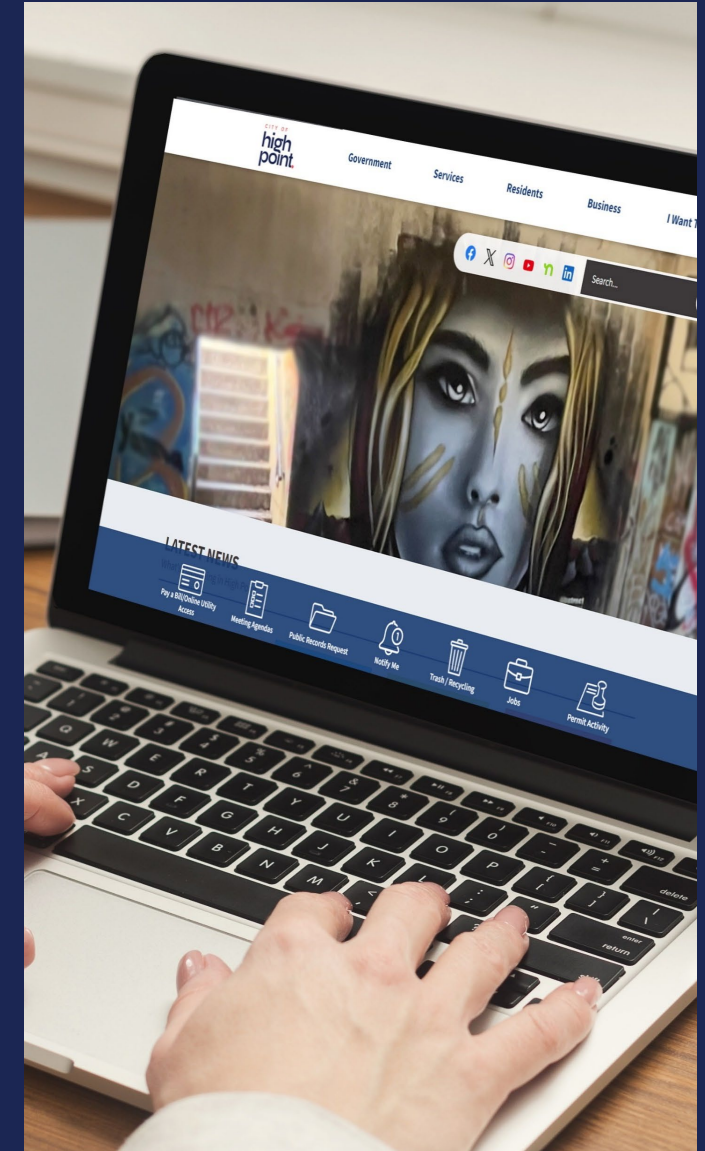 CITY OF
high
point.
Government
Services
Residents
Business
I Want T
Search...
LATEST NEWS
Pay a Bill/Online Utility
Access
Meeting Agendas
Public Records Request
Notify Me
Trash / Recycling
Jobs
Permit Activity
Q
W
E
R
T
Y
U
I
O
P
A
S
D
F
G
H
J
K
L
X
C
V
B
N
M
delete
enter
return
shift